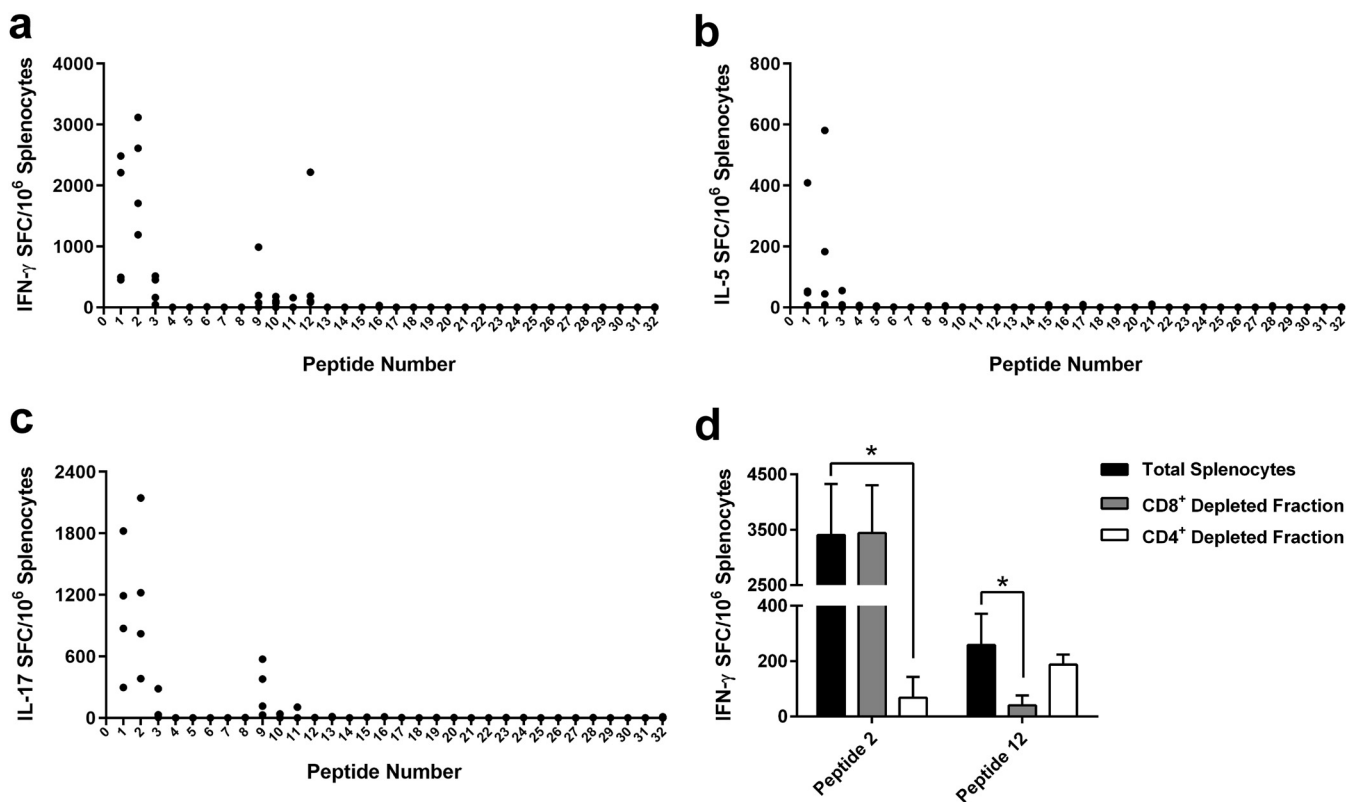 a
IFN-γ SFC/10⁶ Splenocytes
4000
3000
2000
1000
0
0 1 2 3 4 5 6 7 8 9 10 11 12 13 14 15 16 17 18 19 20 21 22 23 24 25 26 27 28 29 30 31 32
Peptide Number
b
IL-5 SFC/10⁶ Splenocytes
800
600
400
200
0
0 1 2 3 4 5 6 7 8 9 10 11 12 13 14 15 16 17 18 19 20 21 22 23 24 25 26 27 28 29 30 31 32
Peptide Number
c
IL-17 SFC/10⁶ Splenocytes
2400
1800
1200
600
0
0 1 2 3 4 5 6 7 8 9 10 11 12 13 14 15 16 17 18 19 20 21 22 23 24 25 26 27 28 29 30 31 32
Peptide Number
d
IFN-γ SFC/10⁶ Splenocytes
4500
3500
2500
400
200
0
*
*
Peptide 2
Peptide 12
Total Splenocytes
CD8⁺ Depleted Fraction
CD4⁺ Depleted Fraction